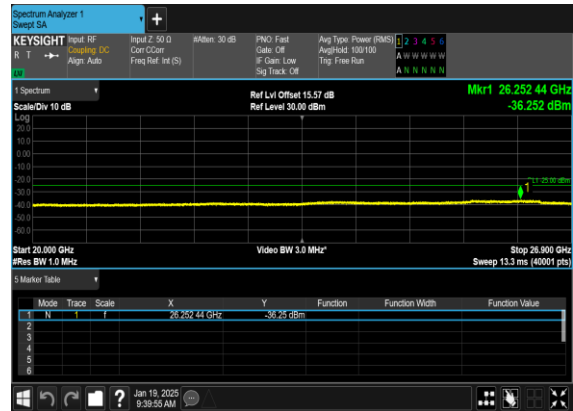 Spectrum Analyzer 1
Swept SA
+
KEYSIGHT Input: RF Input Z: 50 Ω #Atten: 30 dB PNO: Fast Avg Type: Power (RMS) 1 2 3 4 5 6
R T Coupling: DC Corr CCorr Gate: Off Avg|Hold: 100/100 A W W W W W
Align: Auto Freq Ref: Int (S) IF Gain: Low Trig: Free Run
Sig Track: Off A N N N N N
1 Spectrum Ref Lvl Offset 15.57 dB Mkr1 26.252 44 GHz
Scale/Div 10 dB Ref Level 30.00 dBm -36.252 dBm
Log
20.0
10.0
0.00
-10.0
-20.0
-30.0
-40.0
-50.0
-60.0
1
L1 -25.00 dBm
Start 20.000 GHz Video BW 3.0 MHz* Stop 26.900 GHz
#Res BW 1.0 MHz Sweep 13.3 ms (40001 pts)
5 Marker Table
Mode Trace Scale X Y Function Function Width Function Value
1 N 1 f 26.252 44 GHz -36.25 dBm
2
3
4
5
6
? Jan 19, 2025
9:39:55 AM